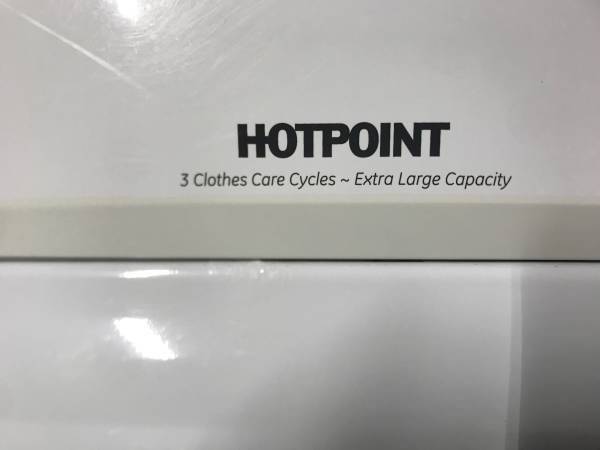 HOTPOINT
3 Clothes Care Cycles ~ Extra Large Capacity